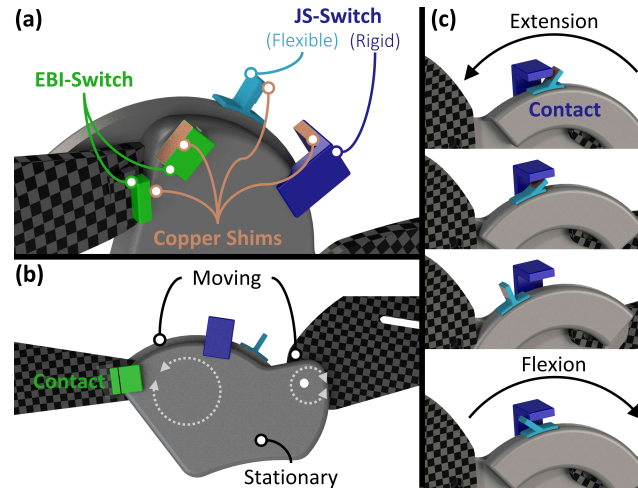 (a)
JS-Switch
(Flexible) (Rigid)
EBI-Switch
Copper Shims
(b)
Moving
Contact
Stationary
(c)
Extension
Contact
Flexion